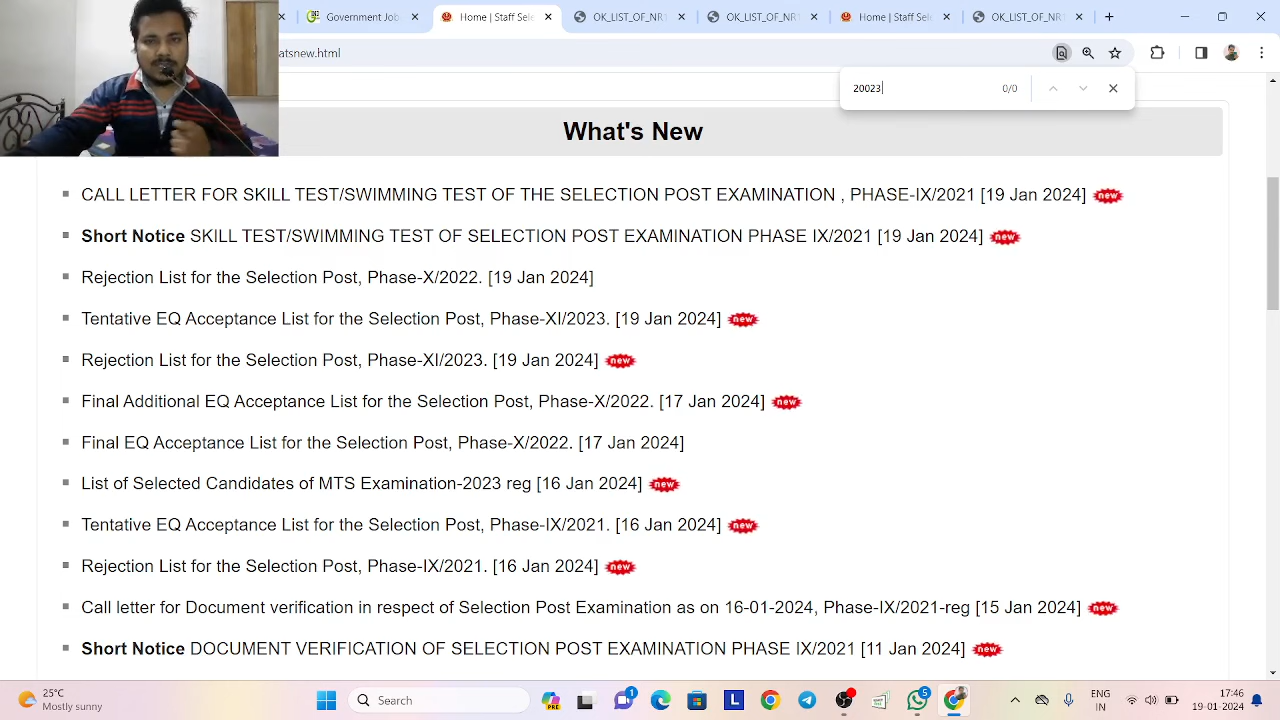 Government Job
Home | Staff Sele
OK_LIST_OF_NR
OK_LIST_OF_NRT
Home | Staff Sele
OK_LIST_OF_NR
atsnew.html
20023
0/0
What's New
CALL LETTER FOR SKILL TEST/SWIMMING TEST OF THE SELECTION POST EXAMINATION , PHASE-IX/2021 [19 Jan 2024] new
Short Notice SKILL TEST/SWIMMING TEST OF SELECTION POST EXAMINATION PHASE IX/2021 [19 Jan 2024] new
Rejection List for the Selection Post, Phase-X/2022. [19 Jan 2024]
Tentative EQ Acceptance List for the Selection Post, Phase-XI/2023. [19 Jan 2024] new
Rejection List for the Selection Post, Phase-XI/2023. [19 Jan 2024] new
Final Additional EQ Acceptance List for the Selection Post, Phase-X/2022. [17 Jan 2024] new
Final EQ Acceptance List for the Selection Post, Phase-X/2022. [17 Jan 2024]
List of Selected Candidates of MTS Examination-2023 reg [16 Jan 2024] new
Tentative EQ Acceptance List for the Selection Post, Phase-IX/2021. [16 Jan 2024] new
Rejection List for the Selection Post, Phase-IX/2021. [16 Jan 2024] new
Call letter for Document verification in respect of Selection Post Examination as on 16-01-2024, Phase-IX/2021-reg [15 Jan 2024] new
Short Notice DOCUMENT VERIFICATION OF SELECTION POST EXAMINATION PHASE IX/2021 [11 Jan 2024] new
25°C
Mostly sunny
Search
PRE
1
L
5
ENG
IN
17:46
19-01-2024